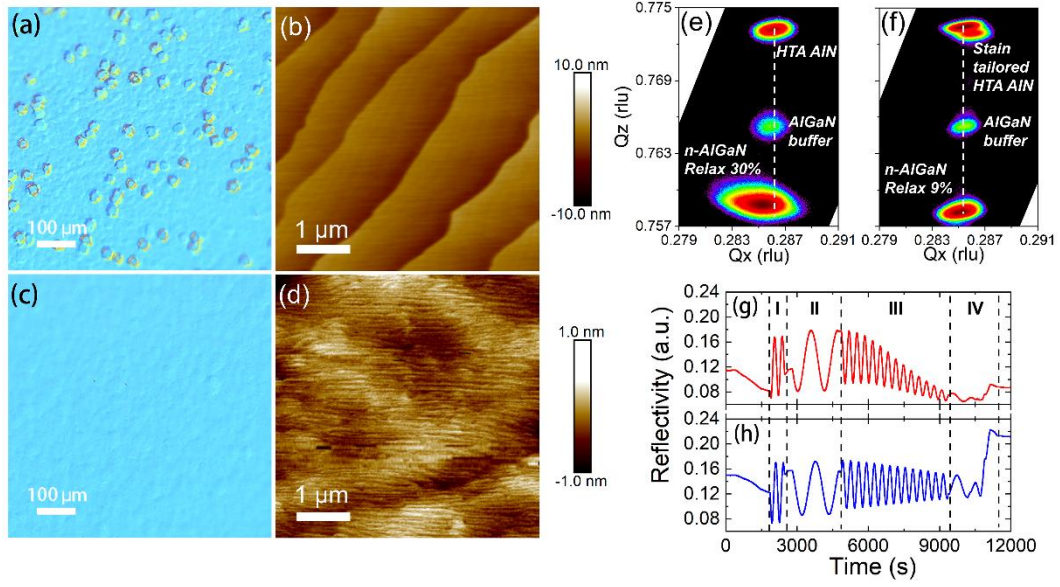 (a)
100 μm
(b)
1 μm
10.0 nm
-10.0 nm
(c)
100 μm
(d)
1 μm
1.0 nm
-1.0 nm
Qz (rlu)
0.775
0.769
0.763
0.757
(e)
HTA AlN
AlGaN
buffer
n-AlGaN
Relax 30%
0.279
0.283
0.287
0.291
Qx (rlu)
(f)
Stain
tailored
HTA AlN
AlGaN
buffer
n-AlGaN
Relax 9%
0.279
0.283
0.287
0.291
Qx (rlu)
Reflectivity (a.u.)
0.24
0.20
0.16
0.12
0.08
(g)
I
II
III
IV
0.24
0.20
0.16
0.12
0.08
(h)
0
3000
6000
9000
12000
Time (s)